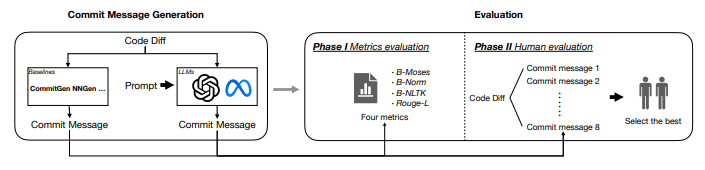 Commit Message Generation
Evaluation
Code Diff
Baselines
CommitGen NNGen ...
Prompt
LLMs
Commit Message
Commit Message
Phase I Metrics evaluation
· B-Moses
· B-Norm
· B-NLTK
· Rouge-L
Four metrics
Phase II Human evaluation
Code Diff
Commit message 1
Commit message 2
Commit message 8
Select the best